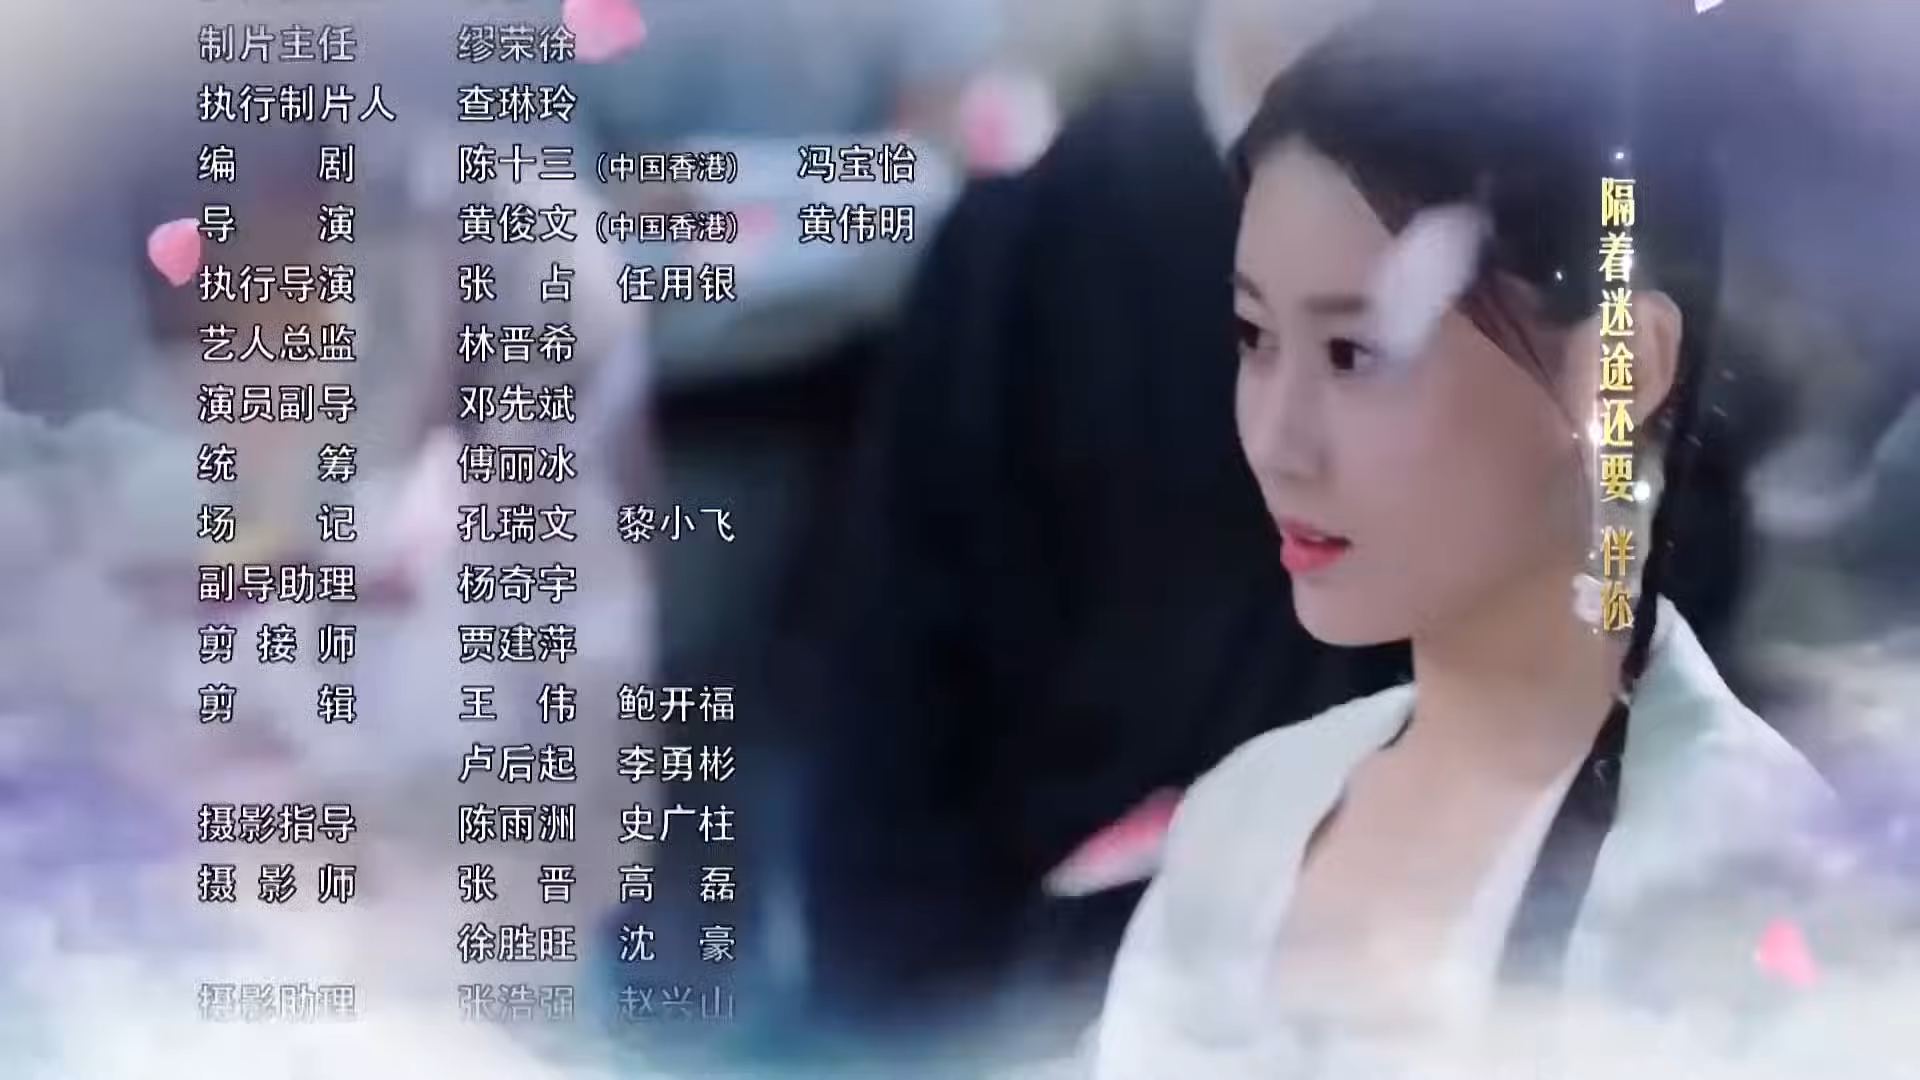 制片主任 缪荣徐
执行制片人 查琳玲
编剧 陈十三(中国香港) 冯宝怡
导演 黄俊文(中国香港) 黄伟明
执行导演 张占 任用银
艺人总监 林晋希
演员副导 邓先斌
统筹 傅丽冰
场记 孔瑞文 黎小飞
副导助理 杨奇宇
剪接师 贾建萍
剪辑 王伟 鲍开福
卢后起 李勇彬
摄影指导 陈雨洲 史广柱
摄影师 张晋 高磊
徐胜旺 沈豪
摄影助理 张浩强 赵兴山
隔着迷途还要 伴你